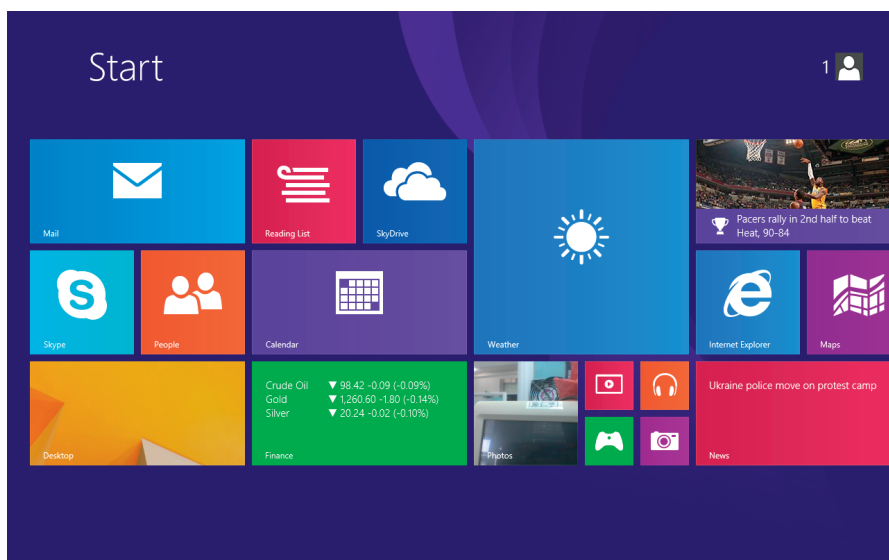 Start
1
Mail
Reading List
SkyDrive
Weather
Pacers rally in 2nd half to beat
Heat, 90-84
Skype
People
Calendar
Internet Explorer
Maps
Desktop
Crude Oil ▼ 98.42 -0.09 (-0.09%)
Gold ▼ 1,260.60 -1.80 (-0.14%)
Silver ▼ 20.24 -0.02 (-0.10%)
Finance
Photos
Ukraine police move on protest camp
News